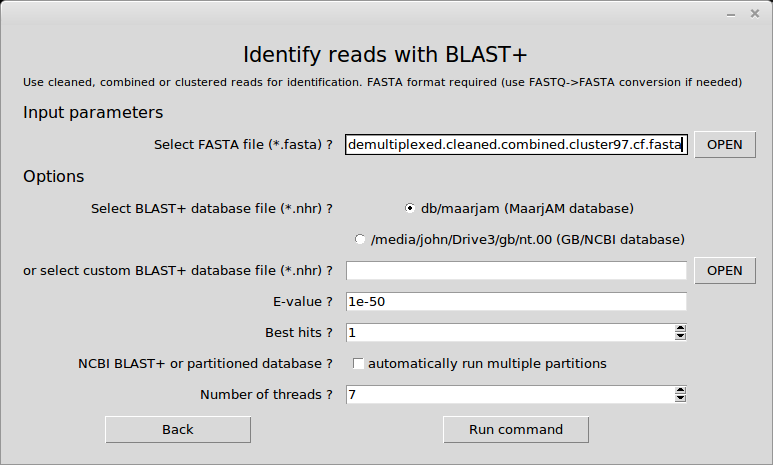 Identify reads with BLAST+
Use cleaned, combined or clustered reads for identification. FASTA format required (use FASTQ->FASTA conversion if needed)
Input parameters
Select FASTA file (*.fasta) ? demultiplexed.cleaned.combined.cluster97.cf.fasta OPEN
Options
Select BLAST+ database file (*.nhr) ? db/maarjam (MaarjAM database)
/media/john/Drive3/gb/nt.00 (GB/NCBI database)
or select custom BLAST+ database file (*.nhr) ? OPEN
E-value ? 1e-50
Best hits ? 1
NCBI BLAST+ or partitioned database ? automatically run multiple partitions
Number of threads ? 7
Back Run command